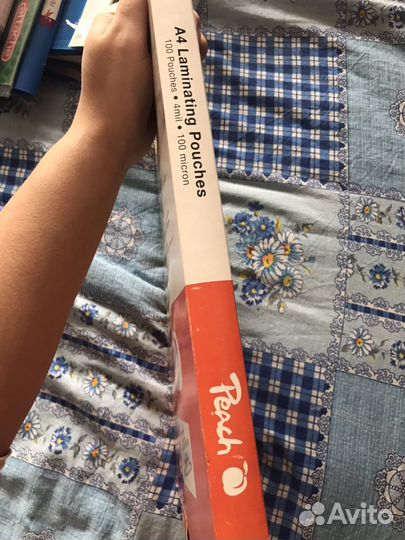 A4 Laminating Pouches
100 Pouches • 4mil • 100 micron
Peach
Avito